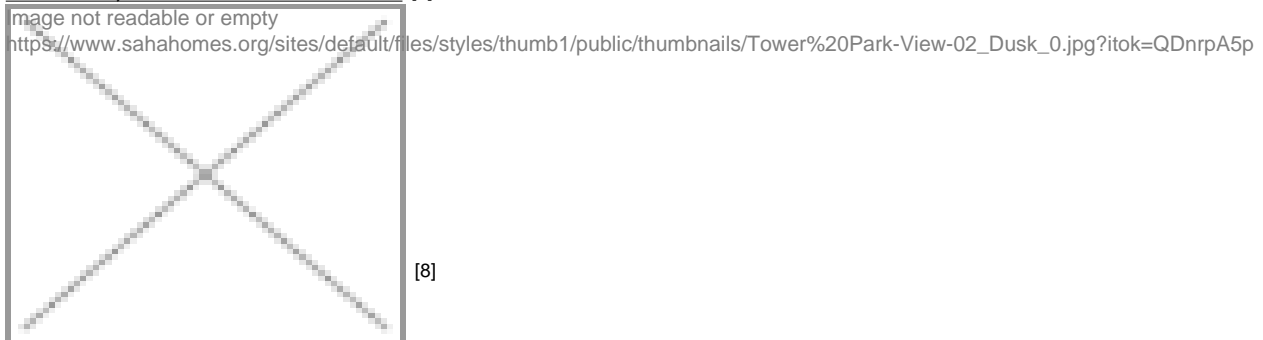 Image not readable or empty
https://www.sahahomes.org/sites/default/files/styles/thumb1/public/thumbnails/Tower%20Park-View-02_Dusk_0.jpg?itok=QDnrpA5p
[8]